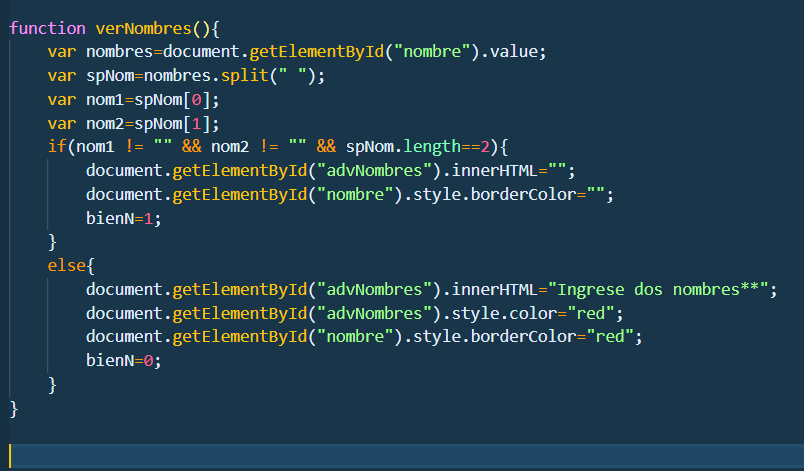 function verNombres(){
    var nombres=document.getElementById("nombre").value;
    var spNom=nombres.split(" ");
    var nom1=spNom[0];
    var nom2=spNom[1];
    if(nom1 != "" && nom2 != "" && spNom.length==2){
        document.getElementById("advNombres").innerHTML="";
        document.getElementById("nombre").style.borderColor="";
        bienN=1;
    }
    else{
        document.getElementById("advNombres").innerHTML="Ingrese dos nombres**";
        document.getElementById("advNombres").style.color="red";
        document.getElementById("nombre").style.borderColor="red";
        bienN=0;
    }
}